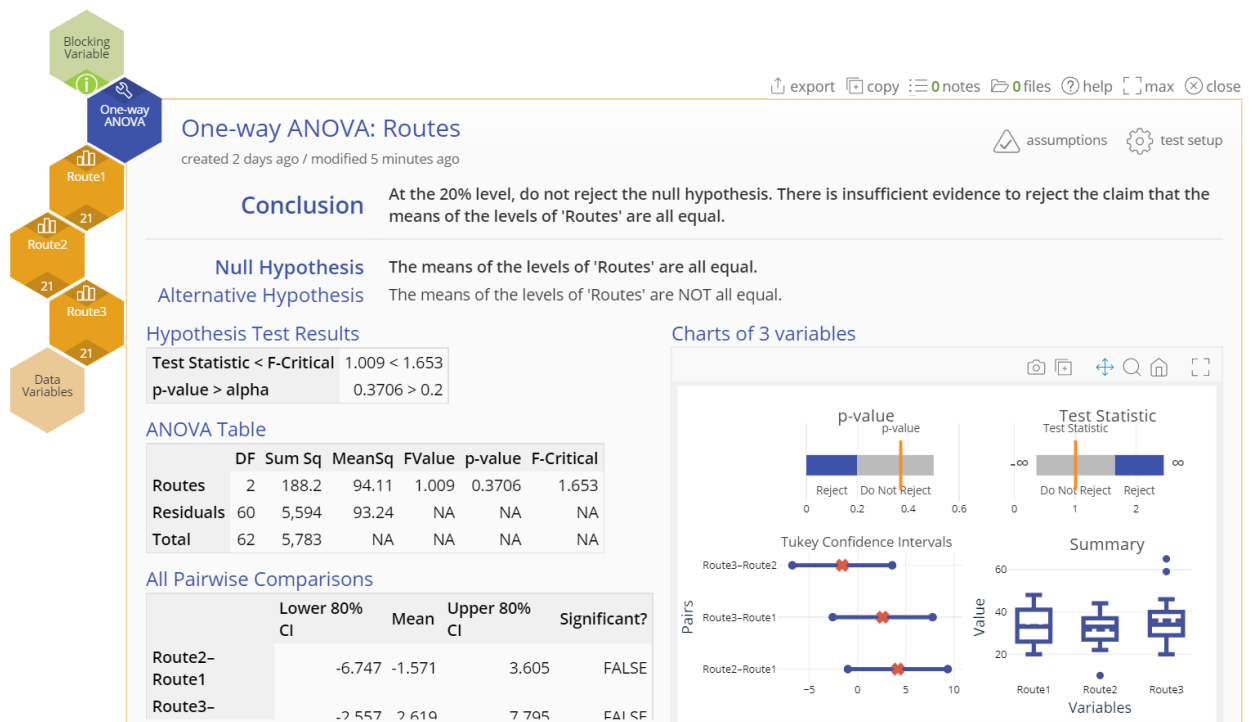 Blocking
Variable
One-way
ANOVA
Route1
21
Route2
21
Route3
21
Data
Variables
export copy 0 notes 0 files help max close
One-way ANOVA: Routes
created 2 days ago / modified 5 minutes ago
assumptions test setup
Conclusion
At the 20% level, do not reject the null hypothesis. There is insufficient evidence to reject the claim that the
means of the levels of 'Routes' are all equal.
Null Hypothesis The means of the levels of 'Routes' are all equal.
Alternative Hypothesis The means of the levels of 'Routes' are NOT all equal.
Hypothesis Test Results
Test Statistic < F-Critical 1.009 < 1.653
p-value > alpha 0.3706 > 0.2
ANOVA Table
DF Sum Sq MeanSq FValue p-value F-Critical
Routes 2 188.2 94.11 1.009 0.3706 1.653
Residuals 60 5,594 93.24 NA NA NA
Total 62 5,783 NA NA NA NA
All Pairwise Comparisons
Lower 80%
CI
Mean
Upper 80%
CI
Significant?
Route2–
Route1
-6.747 -1.571 3.605 FALSE
Route3–
-2.557 2.619 7.795 FALSE
Charts of 3 variables
p-value
p-value
Reject Do Not Reject
0 0.2 0.4 0.6
Test Statistic
Test Statistic
-∞ ∞
Do Not Reject Reject
0 1 2
Tukey Confidence Intervals
Pairs
Route3–Route2
Route3–Route1
Route2–Route1
−5 0 5 10
Summary
Value
60
40
20
Route1 Route2 Route3
Variables